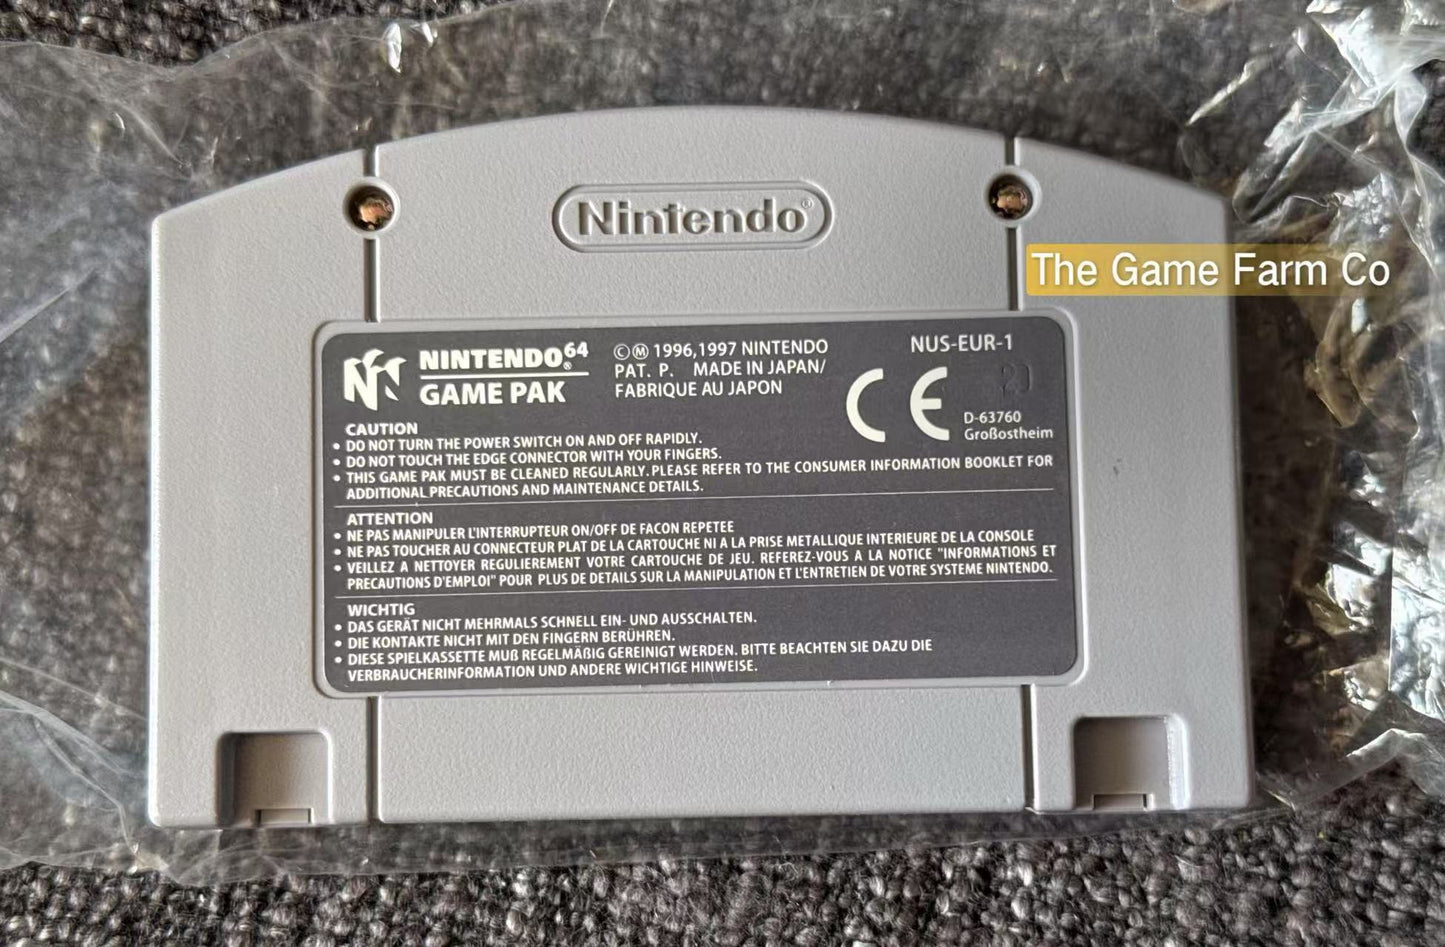 Nintendo®
The Game Farm Co
NINTENDO64®
GAME PAK
©Ⓜ 1996,1997 NINTENDO
PAT. P. MADE IN JAPAN/
FABRIQUE AU JAPON
NUS-EUR-1
CE
D-63760
Großostheim
CAUTION
• DO NOT TURN THE POWER SWITCH ON AND OFF RAPIDLY.
• DO NOT TOUCH THE EDGE CONNECTOR WITH YOUR FINGERS.
• THIS GAME PAK MUST BE CLEANED REGULARLY. PLEASE REFER TO THE CONSUMER INFORMATION BOOKLET FOR
ADDITIONAL PRECAUTIONS AND MAINTENANCE DETAILS.
ATTENTION
• NE PAS MANIPULER L'INTERRUPTEUR ON/OFF DE FACON REPETEE
• NE PAS TOUCHER AU CONNECTEUR PLAT DE LA CARTOUCHE NI A LA PRISE METALLIQUE INTERIEURE DE LA CONSOLE
• VEILLEZ A NETTOYER REGULIEREMENT VOTRE CARTOUCHE DE JEU. REFEREZ-VOUS A LA NOTICE "INFORMATIONS ET
PRECAUTIONS D'EMPLOI" POUR PLUS DE DETAILS SUR LA MANIPULATION ET L'ENTRETIEN DE VOTRE SYSTEME NINTENDO.
WICHTIG
• DAS GERÄT NICHT MEHRMALS SCHNELL EIN- UND AUSSCHALTEN.
• DIE KONTAKTE NICHT MIT DEN FINGERN BERÜHREN.
• DIESE SPIELKASSETTE MUß REGELMÄßIG GEREINIGT WERDEN. BITTE BEACHTEN SIE DAZU DIE
VERBRAUCHERINFORMATION UND ANDERE WICHTIGE HINWEISE.